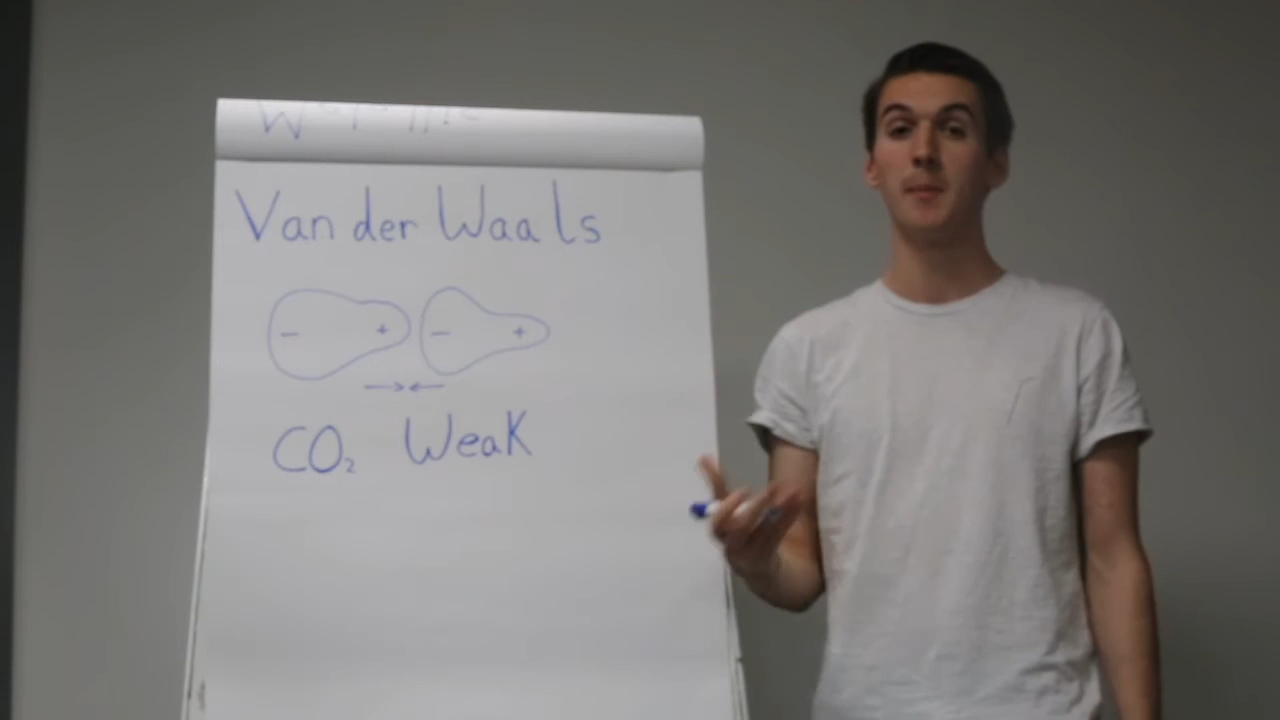 Van der Waals
- + - +
CO₂ Weak